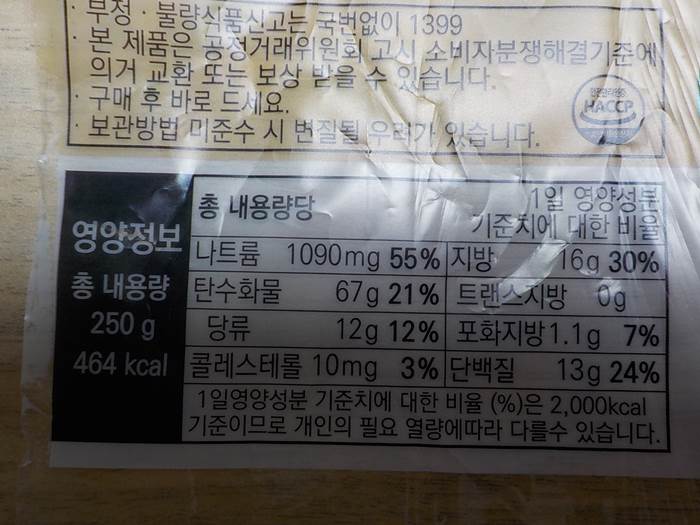 · 부정 · 불량식품신고는 국번없이 1399
· 본 제품은 공정거래위원회 고시 소비자분쟁해결기준에
의거 교환 또는 보상 받을 수 있습니다.
· 구매 후 바로 드세요.
· 보관방법 미준수 시 변질될 우려가 있습니다.
HACCP
영양정보
총 내용량
250 g
464 kcal
총 내용량당
1일 영양성분
기준치에 대한 비율
나트륨 1090mg 55% 지방 16g 30%
탄수화물 67g 21% 트랜스지방 0g
당류 12g 12% 포화지방 1.1g 7%
콜레스테롤 10mg 3% 단백질 13g 24%
1일영양성분 기준치에 대한 비율 (%)은 2,000kcal
기준이므로 개인의 필요 열량에따라 다를수 있습니다.